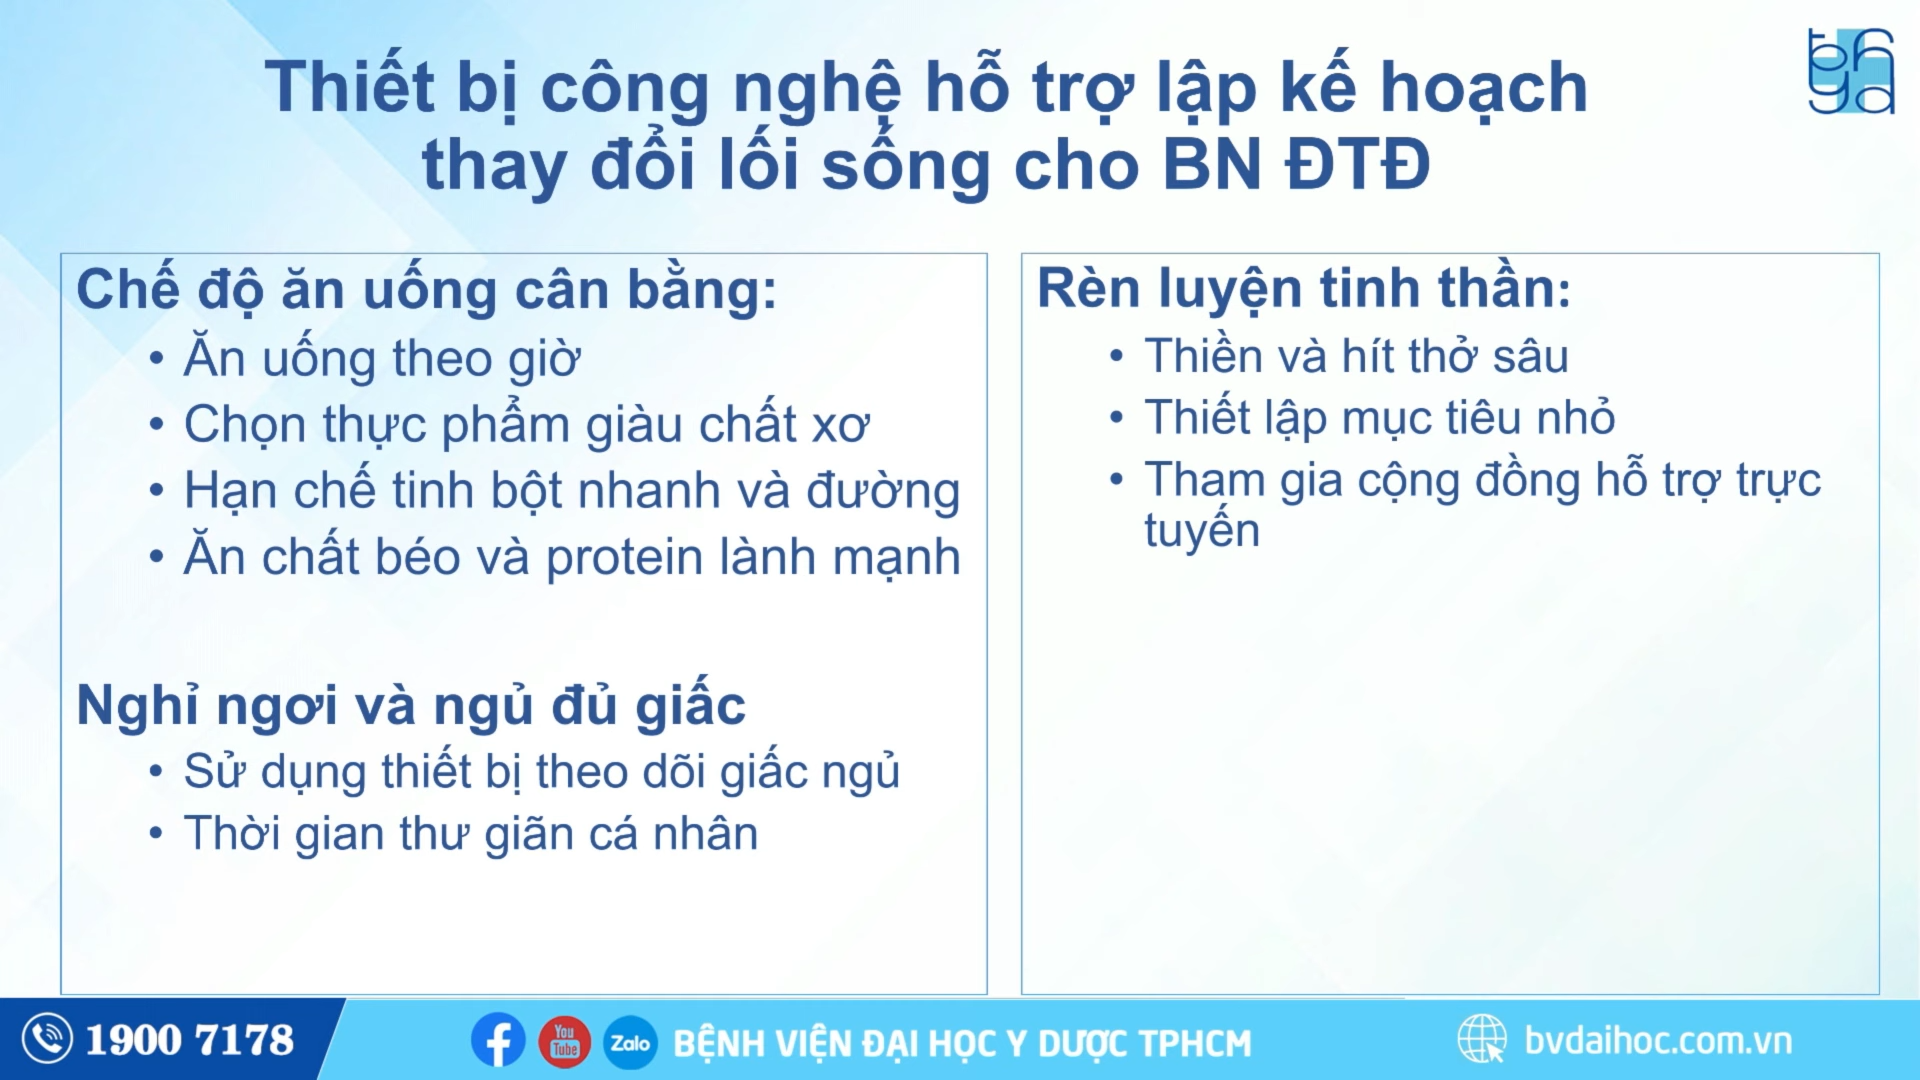 Thiết bị công nghệ hỗ trợ lập kế hoạch
thay đổi lối sống cho BN ĐTĐ
Chế độ ăn uống cân bằng:
• Ăn uống theo giờ
• Chọn thực phẩm giàu chất xơ
• Hạn chế tinh bột nhanh và đường
• Ăn chất béo và protein lành mạnh
Nghỉ ngơi và ngủ đủ giấc
• Sử dụng thiết bị theo dõi giấc ngủ
• Thời gian thư giãn cá nhân
Rèn luyện tinh thần:
• Thiền và hít thở sâu
• Thiết lập mục tiêu nhỏ
• Tham gia cộng đồng hỗ trợ trực
tuyến
1900 7178
You
Tube
Zalo
BỆNH VIỆN ĐẠI HỌC Y DƯỢC TPHCM
bvdaihoc.com.vn